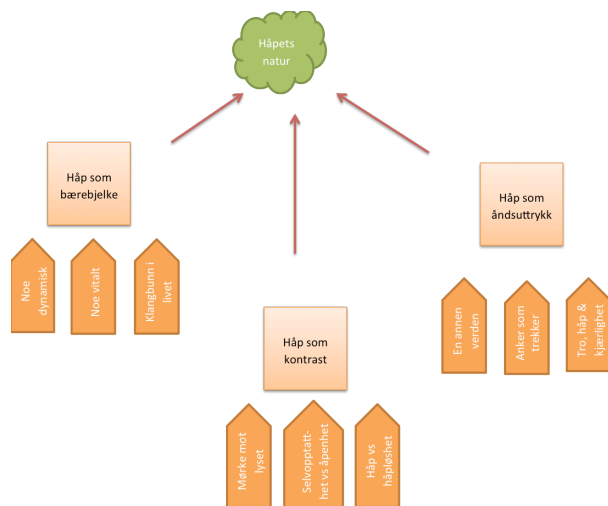 Håpets
natur
Håp som
bærebjelke
Noe
dynamisk
Noe vitalt
Klangbunn i
livet
Håp som
kontrast
Mørke mot
lyset
Selvopptatt-
het vs åpenhet
Håp vs
håpløshet
Håp som
åndsuttrykk
En annen
verden
Anker som
trekker
Tro, håp &
kjærlighet